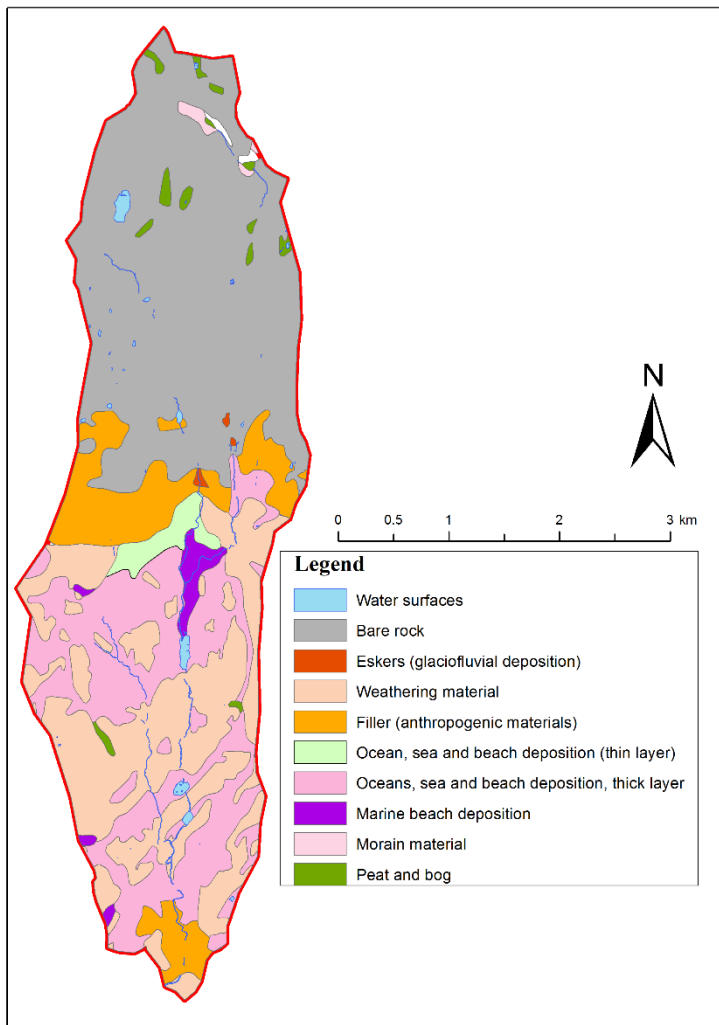 N
0 0.5 1 2 3 km
Legend
Water surfaces
Bare rock
Eskers (glaciofluvial deposition)
Weathering material
Filler (anthropogenic materials)
Ocean, sea and beach deposition (thin layer)
Oceans, sea and beach deposition, thick layer
Marine beach deposition
Morain material
Peat and bog